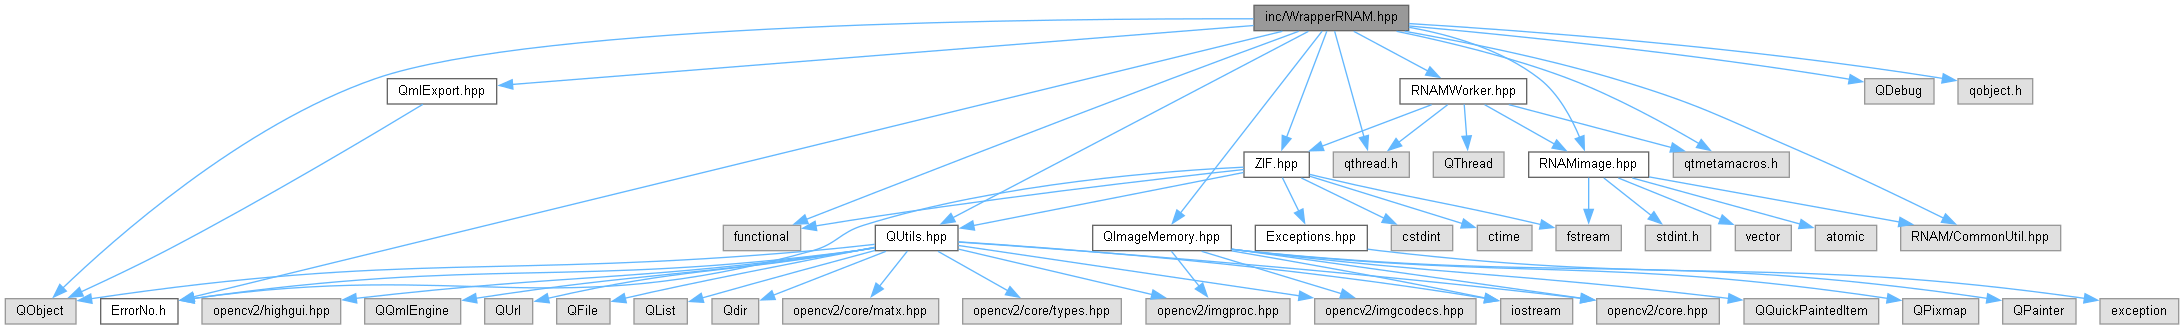 inc/WrapperRNAM.hpp
QmlExport.hpp
RNAMWorker.hpp
QDebug
qobject.h
ZIF.hpp
qthread.h
QThread
RNAMimage.hpp
qtmetamacros.h
functional
QUtils.hpp
QImageMemory.hpp
Exceptions.hpp
cstdint
ctime
fstream
stdint.h
vector
atomic
RNAM/CommonUtil.hpp
QObject
ErrorNo.h
opencv2/highgui.hpp
QQmlEngine
QUrl
QFile
QList
Qdir
opencv2/core/matx.hpp
opencv2/core/types.hpp
opencv2/imgproc.hpp
opencv2/imgcodecs.hpp
iostream
opencv2/core.hpp
QQuickPaintedItem
QPixmap
QPainter
exception